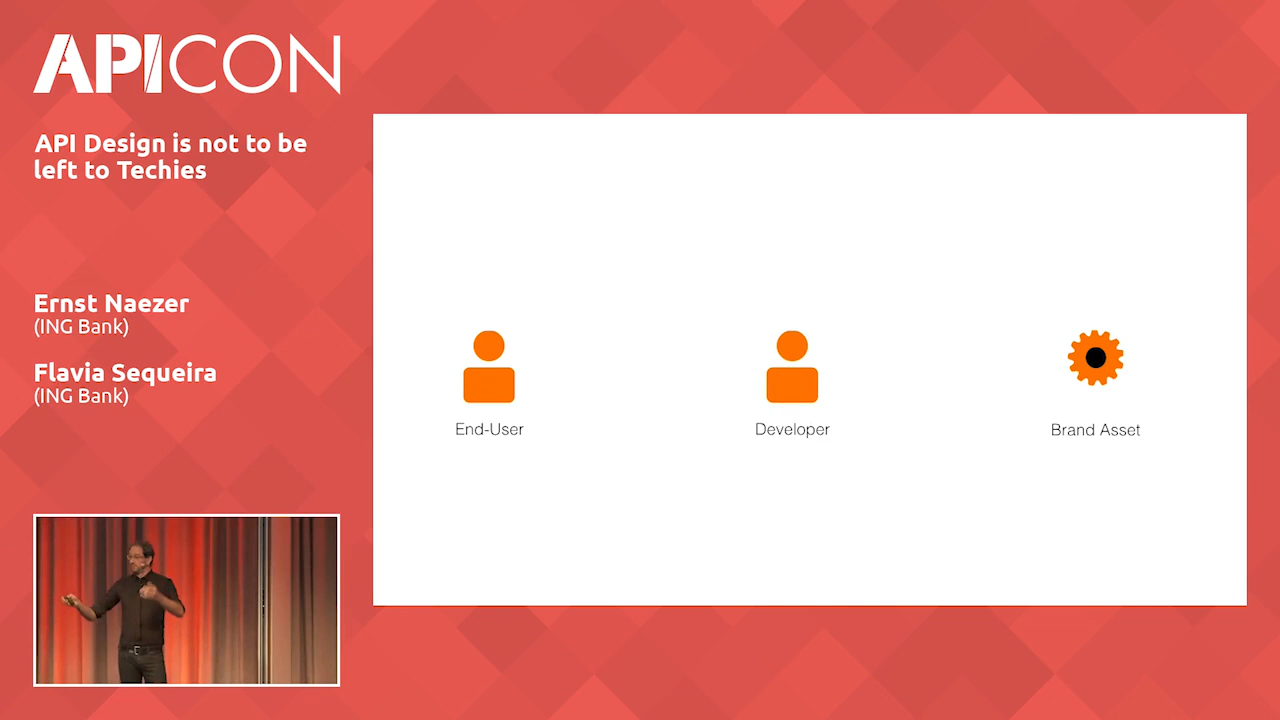 APICON
API Design is not to be
left to Techies
Ernst Naezer
(ING Bank)
Flavia Sequeira
(ING Bank)
End-User
Developer
Brand Asset